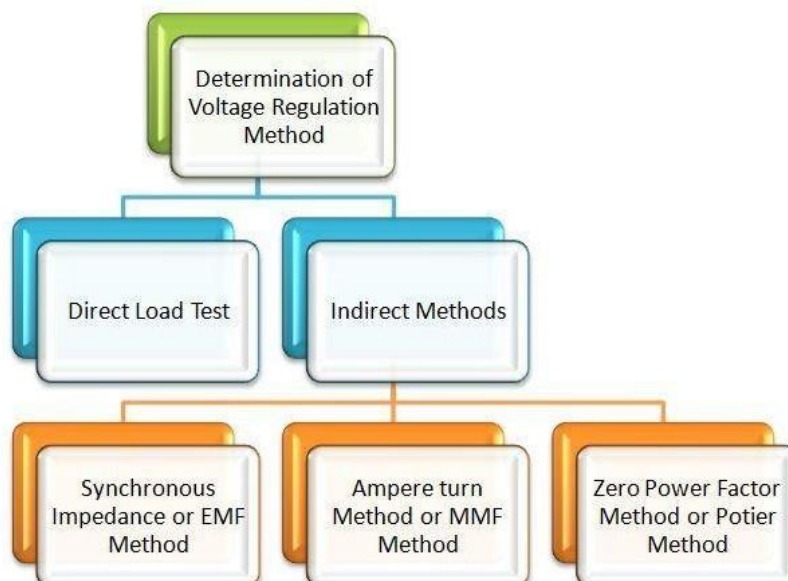 Determination of
Voltage Regulation
Method
Direct Load Test
Indirect Methods
Synchronous
Impedance or EMF
Method
Ampere turn
Method or MMF
Method
Zero Power Factor
Method or Potier
Method